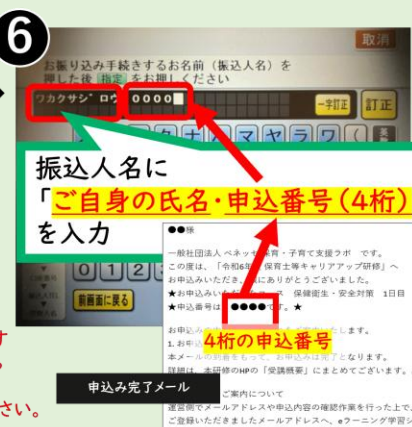 6
取消
お振り込み手続きするお名前(振込人名)を
押した後 指定 をお押しください
ワカクサジ゛ロ 0000
一字訂正
訂正
マヤラワ
振込人名に
「ご自身の氏名・申込番号(4桁)
を入力
●●様
一般社団法人 ベネッセ保育・子育て支援ラボ です。
この度は、「令和6年 保育士等キャリアアップ研修」へ
お申込みいただき、にありがとうございました。
ス 保健衛生・安全対策 1日目
★申込番号は ●●●●です。★
4桁の申込番号
0 1 2 3
前画面に戻る
申込み完了メール
お申込み
たします。
本メールの到着をもって、お申込みは完了となります。
詳細は、本研修のHPの「受講概要」にまとめてございます。
ご案内について
運営側でメールアドレスや申込内容の確認作業を行った上で、
ご登録いただきましたメールアドレスへ、eラーニング学習シ
す
さい。